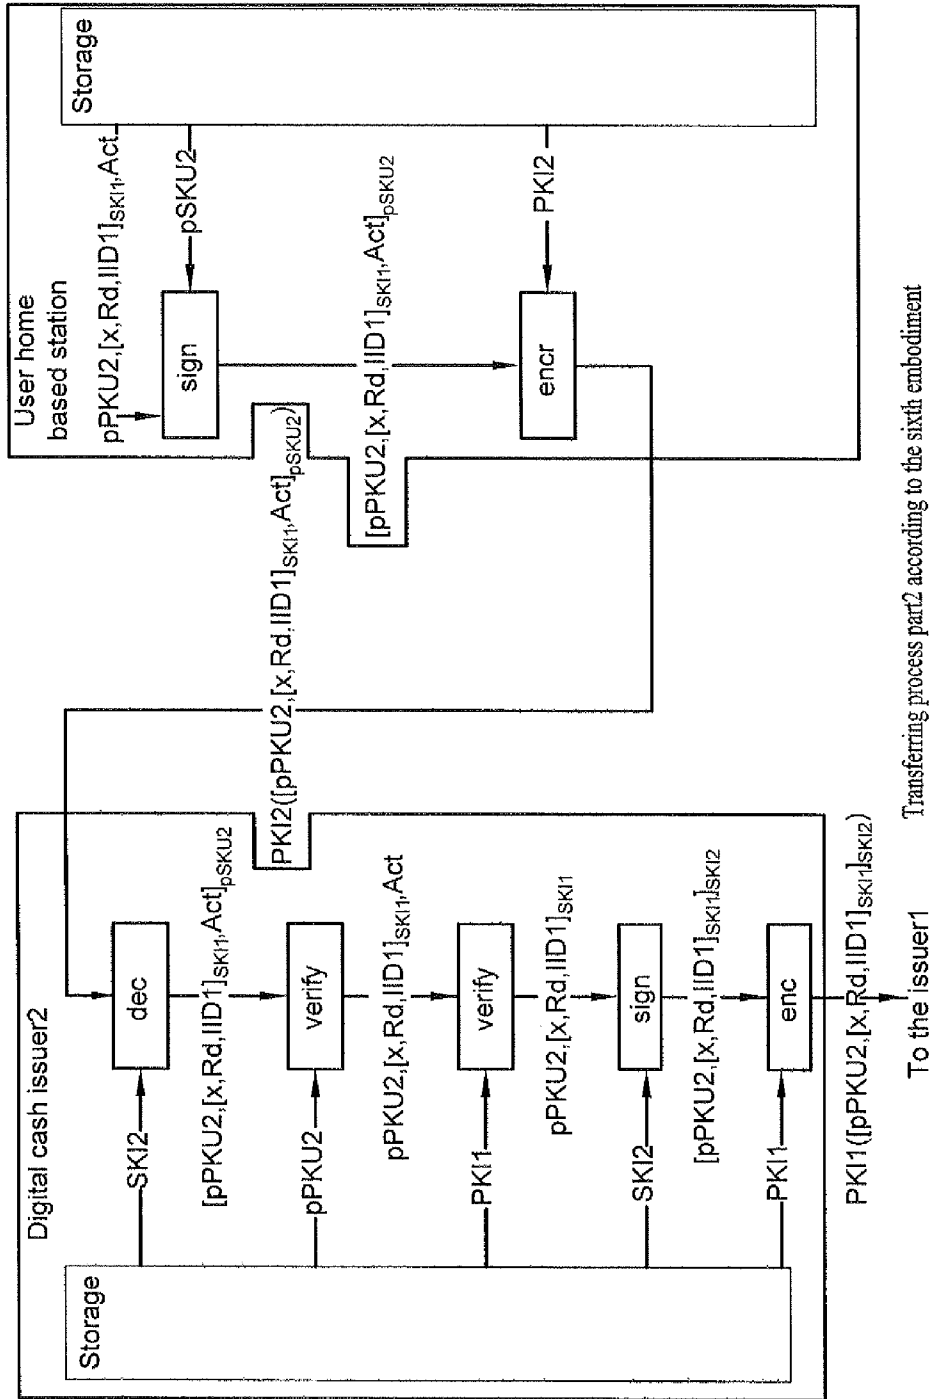 User home
based station
Storage
pPKU2,[x,Rd,IID1]SKI1,Act
pSKU2
sign
[pPKU2,[x,Rd,IID1]SKI1,Act]pSKU2
PKI2
encr
PKI2([pPKU2,[x,Rd,IID1]SKI1,Act]pSKU2)
Digital cash issuer2
Storage
SKI2
dec
[pPKU2,[x,Rd,IID1]SKI1,Act]pSKU2
pPKU2
verify
pPKU2,[x,Rd,IID1]SKI1,Act
PKI1
verify
pPKU2,[x,Rd,IID1]SKI1
SKI2
sign
[pPKU2,[x,Rd,IID1]SKI1]SKI2
PKI1
enc
PKI1([pPKU2,[x,Rd,IID1]SKI1]SKI2)
To the issuer1
Transferring process part2 according to the sixth embodiment